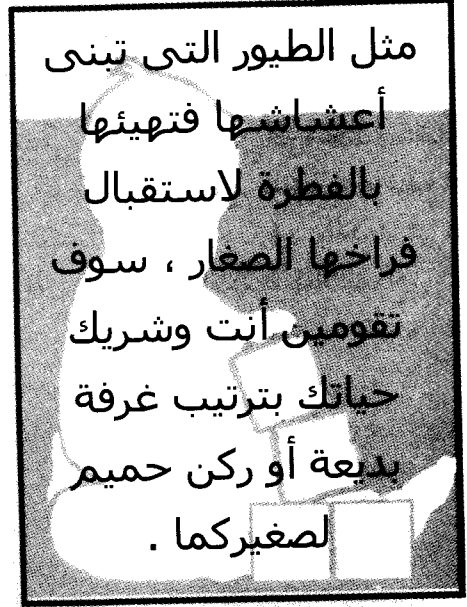 مثل الطيور التى تبنى
أعشاشها فتهيئها
بالفطرة لاستقبال
فراخها الصغار ، سوف
تقومين أنت وشريك
حياتك بترتيب غرفة
بديعة أو ركن حميم
لصغيركما .